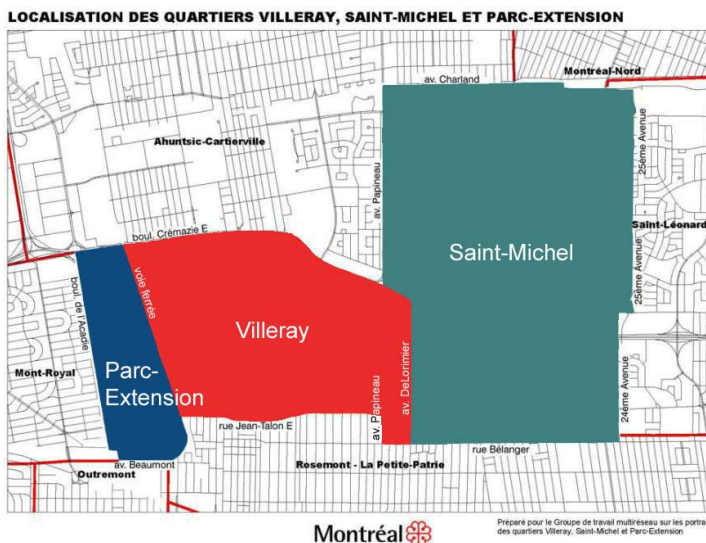 LOCALISATION DES QUARTIERS VILLERAY, SAINT-MICHEL ET PARC-EXTENSION
Montréal-Nord
av. Charland
Ahuntsic-Cartierville
25ème Avenue
av. Papineau
Saint-Léonard
boul. Crémazie E
Saint-Michel
25ème Avenue
voie ferrée
boul. de l'Acadie
Villeray
Mont-Royal
Parc-
Extension
av. DeLorimier
24ème Avenue
av. Papineau
rue Jean-Talon E
rue Bélanger
av. Beaumont
Outremont
Rosemont - La Petite-Patrie
Montréal
Préparé pour le Groupe de travail multiréseau sur les portra
des quartiers Villeray, Saint-Michel et Parc-Extension